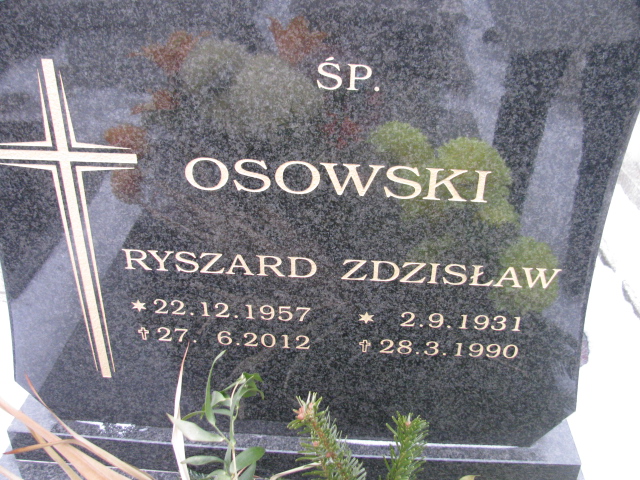 ŚP.
OSOWSKI
RYSZARD ZDZISŁAW
✶ 22.12.1957 ✶ 2.9.1931
✝ 27. 6.2012 ✝ 28.3.1990